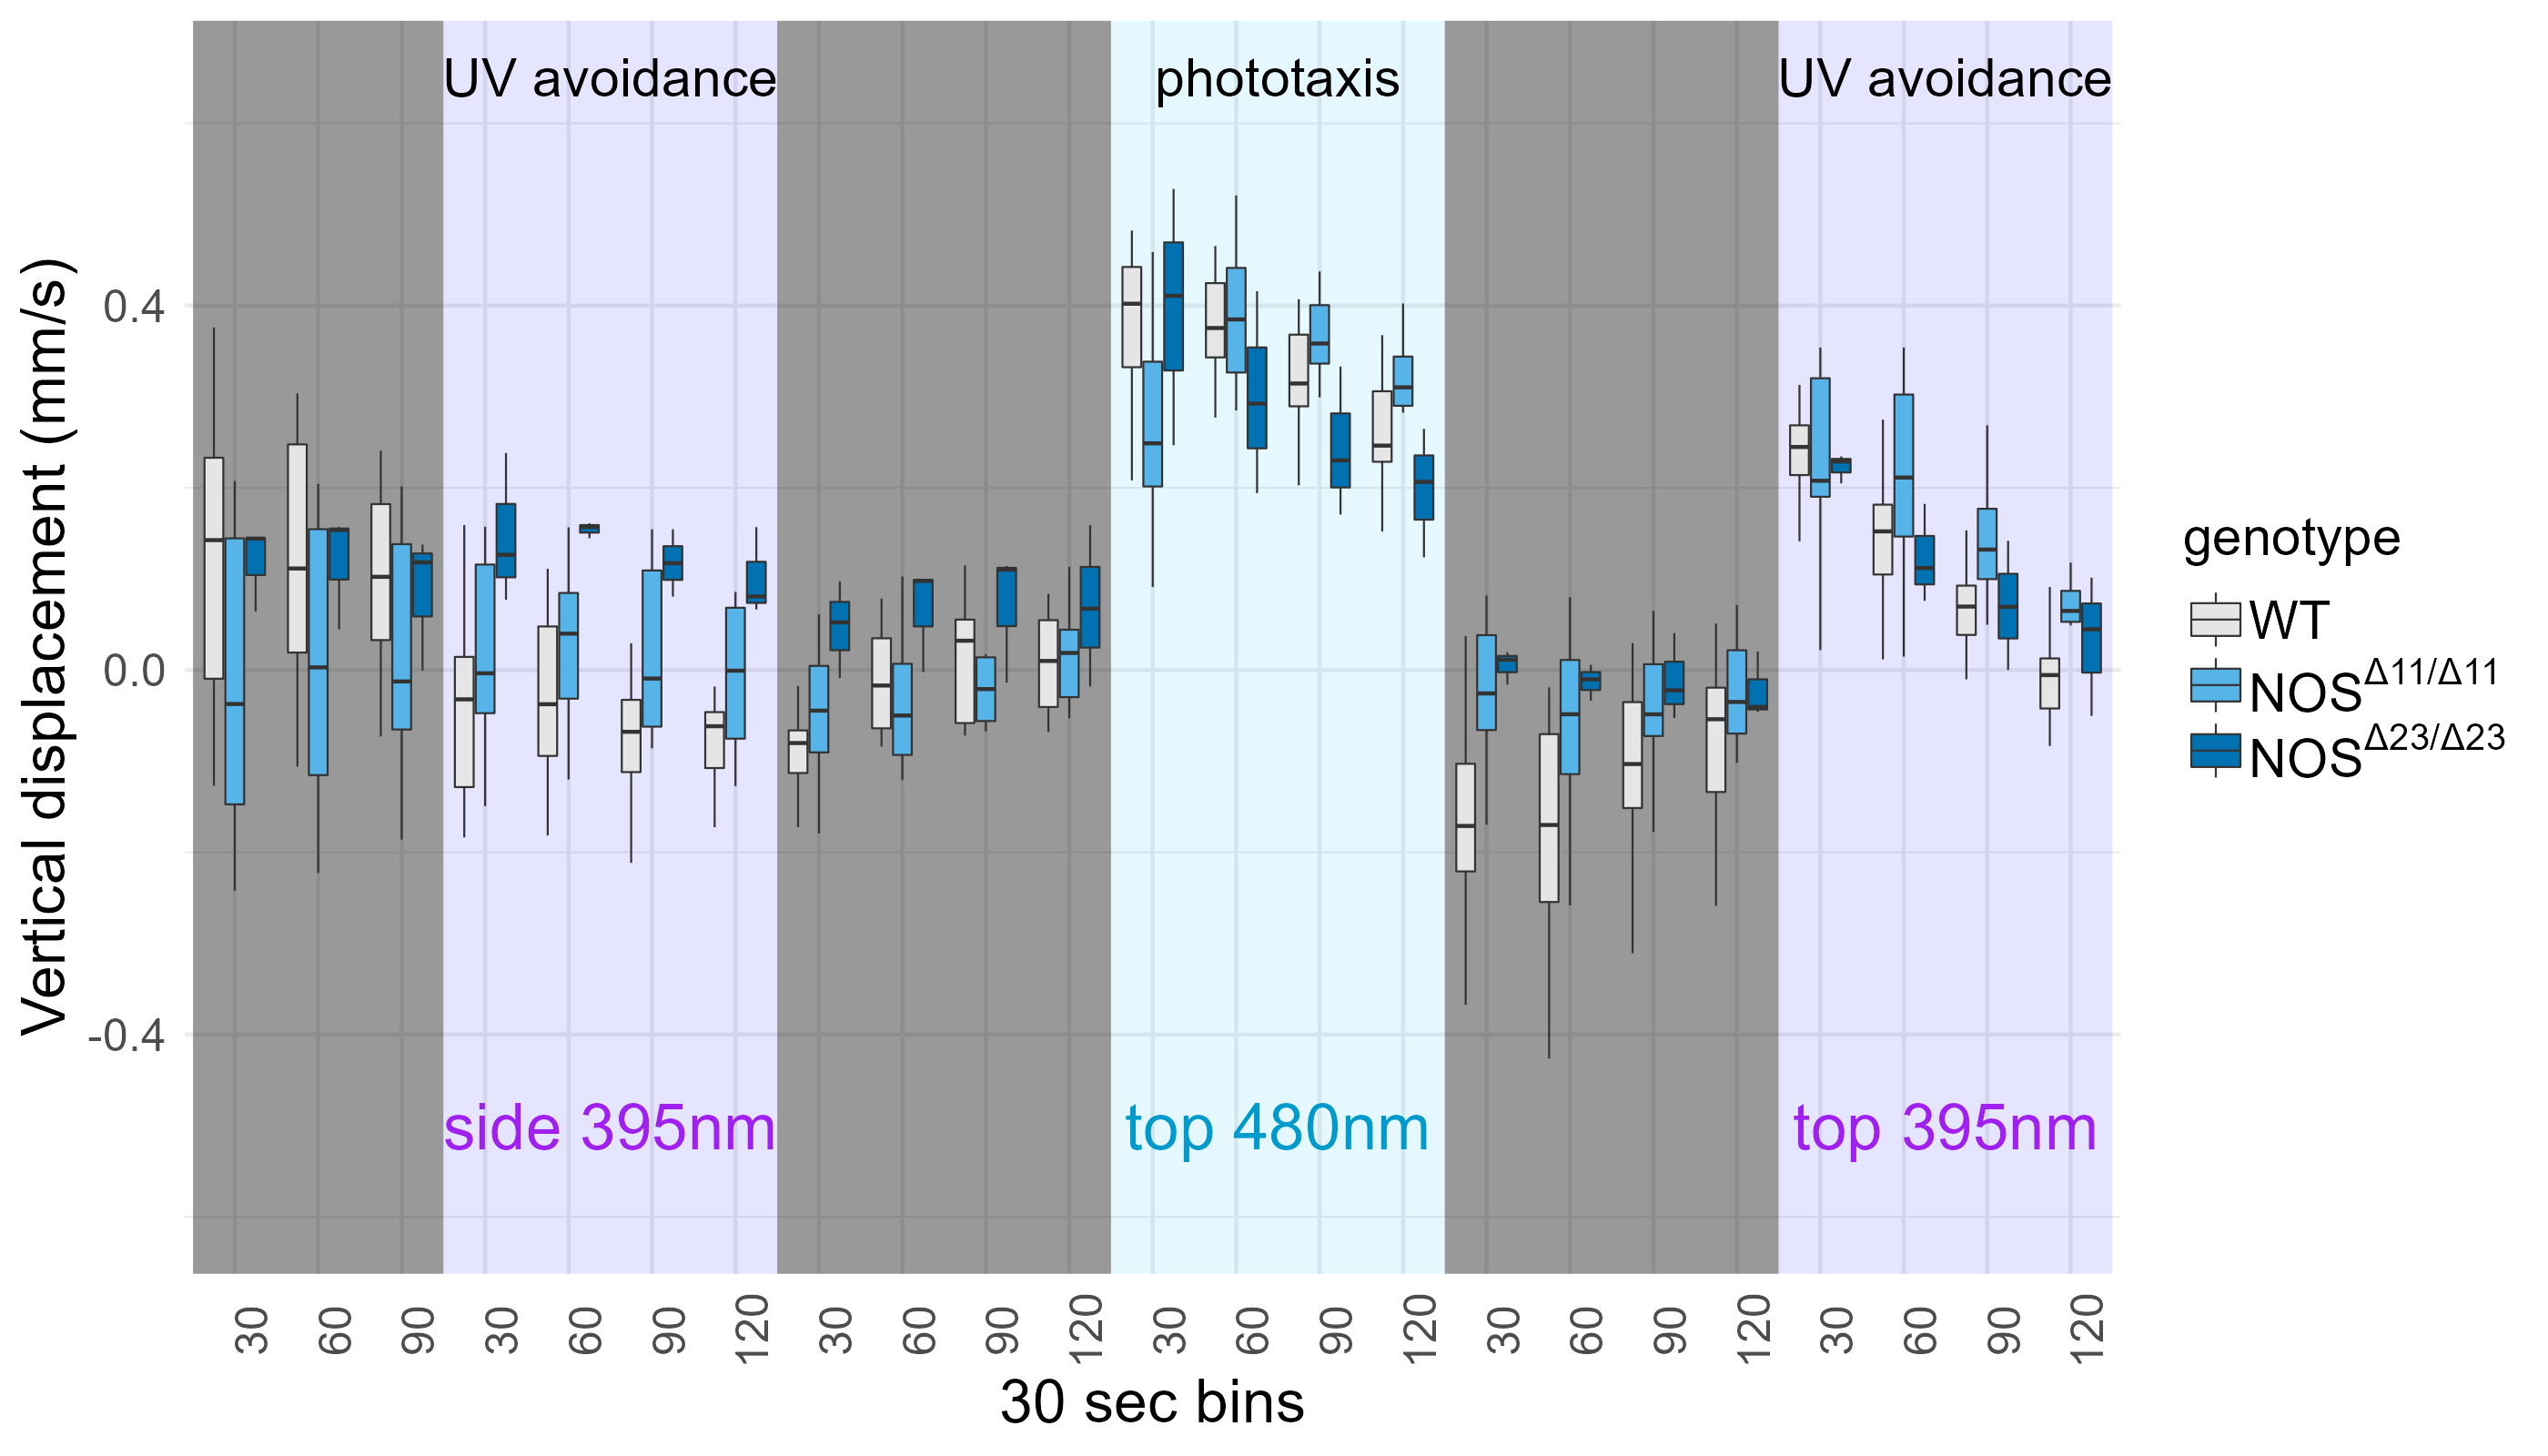 UV avoidance phototaxis UV avoidance
Vertical displacement (mm/s)
0.4
0.0
-0.4
side 395nm top 480nm top 395nm
30 60 90 30 60 90 120 30 60 90 120 30 60 90 120 30 60 90 120 30 60 90 120
30 sec bins
genotype
WT
NOSΔ11/Δ11
NOSΔ23/Δ23